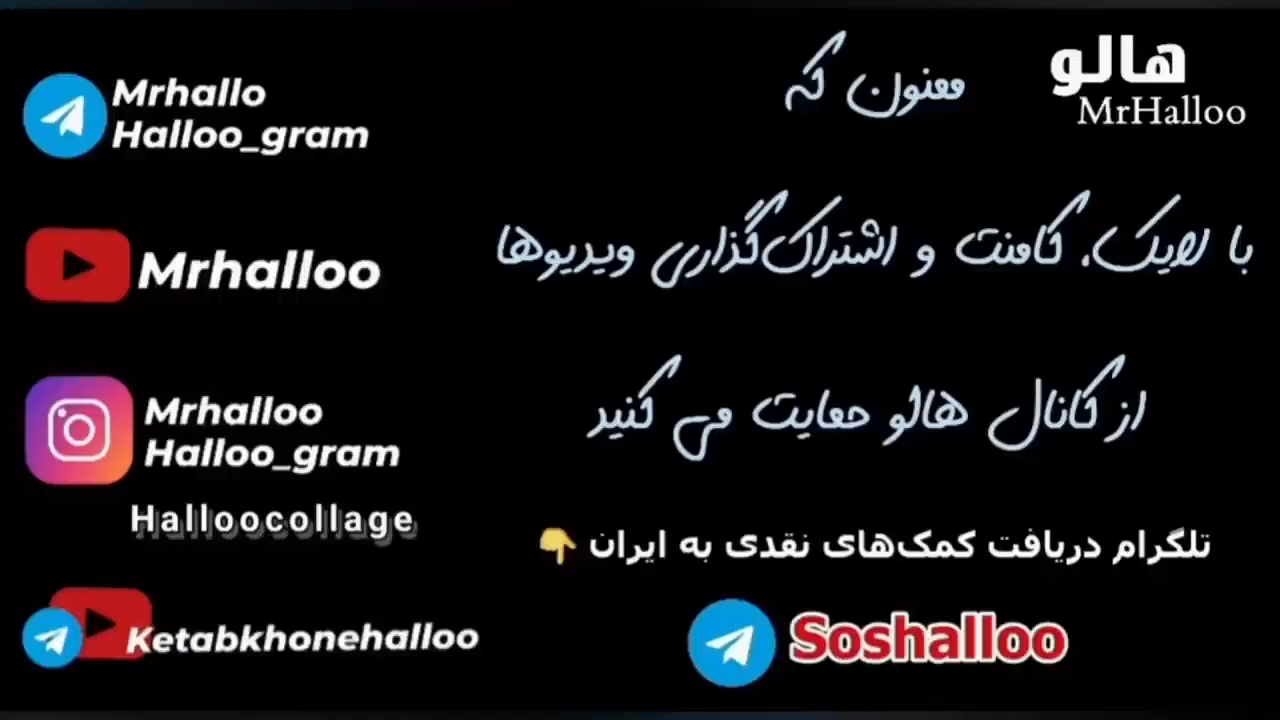 هالو
MrHalloo
ممنون که
با لایک، کامنت و اشتراک‌گذاری ویدیوها
از کانال هالو حمایت می کنید
تلگرام دریافت کمک‌های نقدی به ایران 👇
Soshalloo
Mrhallo
Halloo_gram
Mrhalloo
Mrhalloo
Halloo_gram
Halloocollage
Ketabkhonehalloo